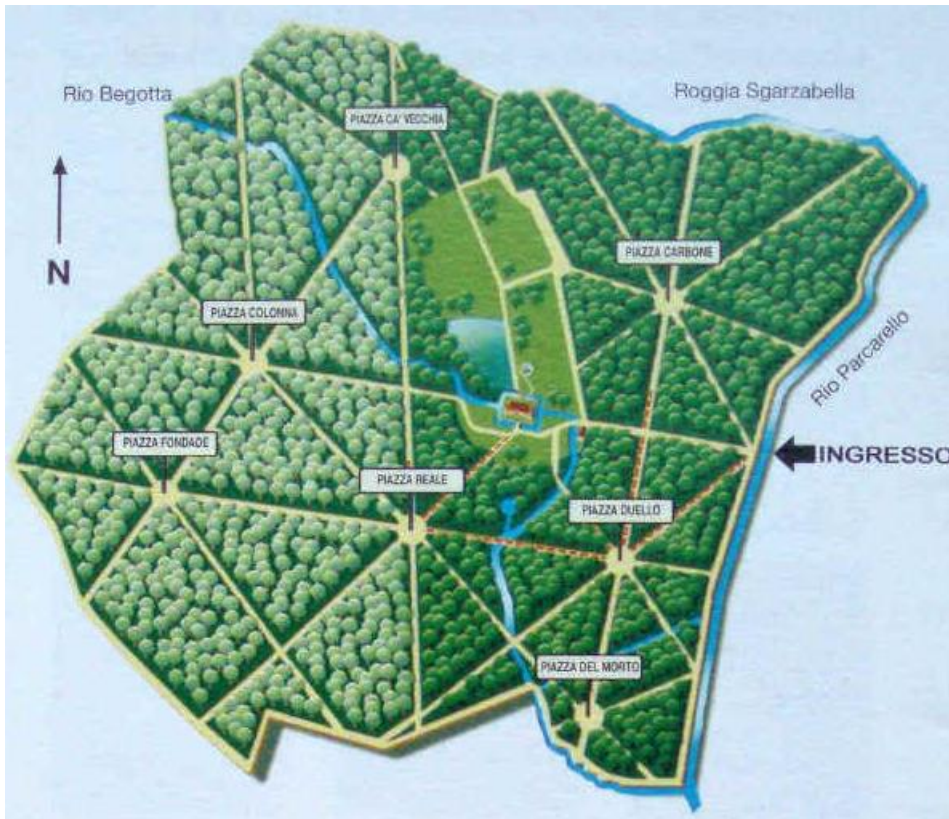 Rio Begotta
Roggia Sgarzabella
PIAZZA CA' VECCHIA
N
PIAZZA CARBONE
PIAZZA COLONNA
Rio Parcarello
PIAZZA FONDADE
INGRESSO
PIAZZA REALE
PIAZZA DUELLO
PIAZZA DEL MORTO